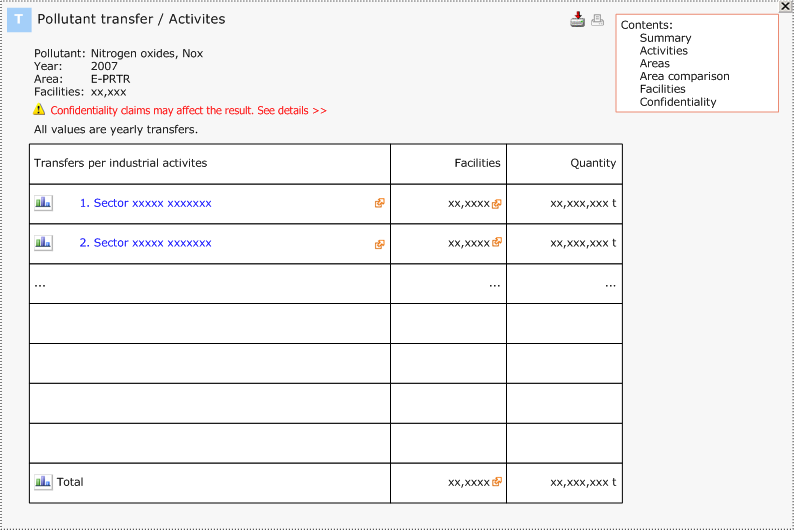 T Pollutant transfer / Activites
Pollutant: Nitrogen oxides, Nox
Year: 2007
Area: E-PRTR
Facilities: xx,xxx
Confidentiality claims may affect the result. See details >>
All values are yearly transfers.
Contents:
Summary
Activities
Areas
Area comparison
Facilities
Confidentiality
Transfers per industrial activites Facilities Quantity
1. Sector xxxxx xxxxxxx xx,xxxx xx,xxx,xxx t
2. Sector xxxxx xxxxxxx xx,xxxx xx,xxx,xxx t
... ... ...
Total xx,xxxx xx,xxx,xxx t